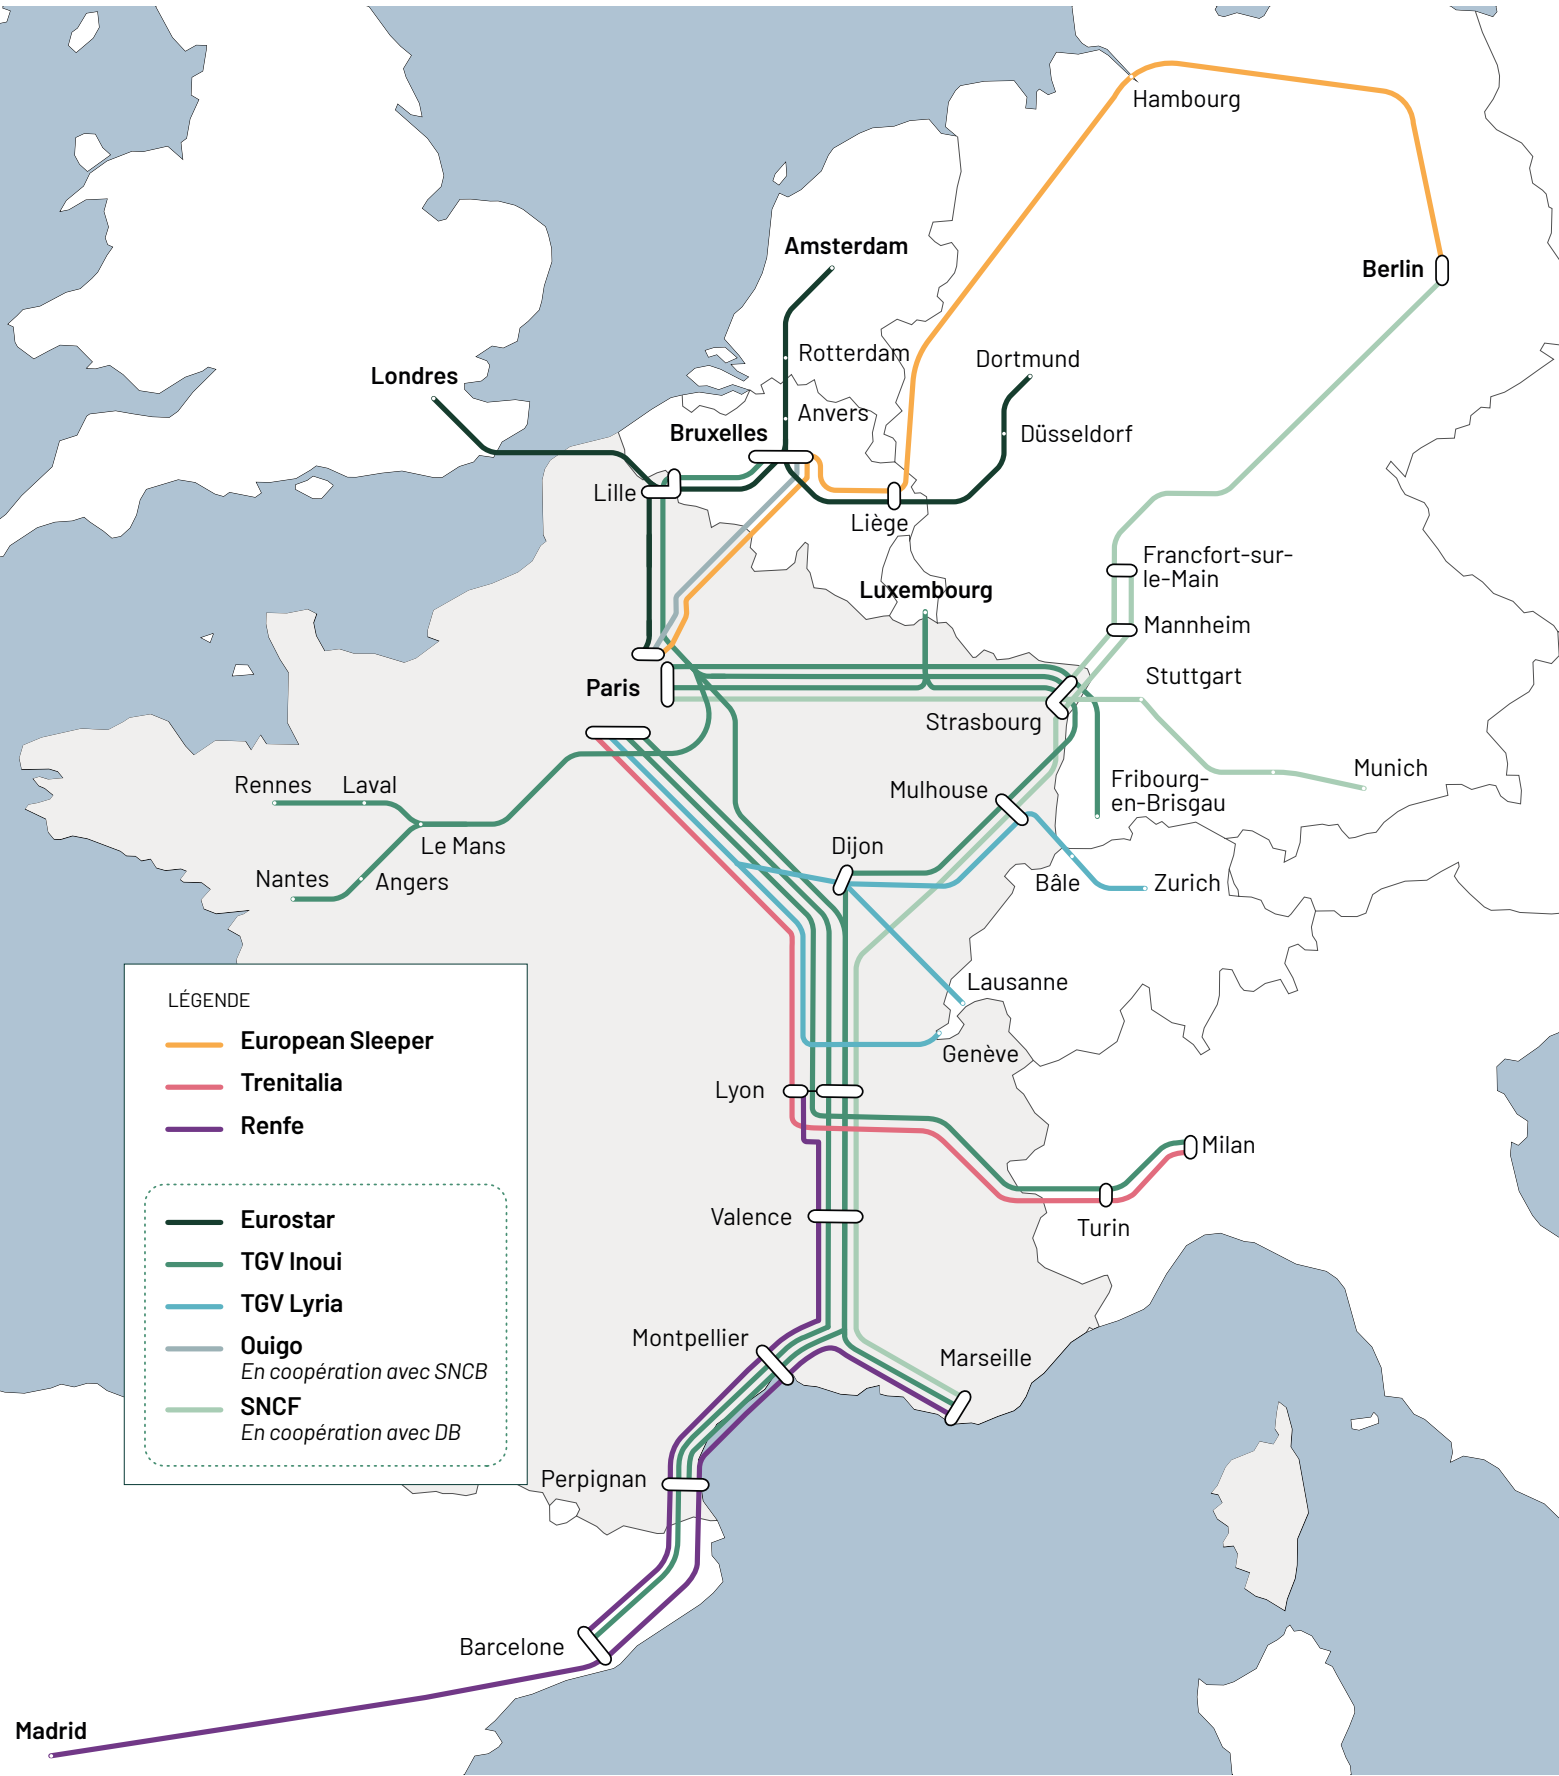 Hambourg
Amsterdam
Berlin
Rotterdam
Dortmund
Londres
Anvers
Bruxelles
Düsseldorf
Lille
Liège
Francfort-sur-
le-Main
Luxembourg
Mannheim
Stuttgart
Paris
Strasbourg
Munich
Rennes
Laval
Mulhouse
Fribourg-
en-Brisgau
Le Mans
Dijon
Nantes
Angers
Bâle
Zurich
Lausanne
Genève
Lyon
Milan
Valence
Turin
Montpellier
Marseille
Perpignan
Barcelone
Madrid
LÉGENDE
European Sleeper
Trenitalia
Renfe
Eurostar
TGV Inoui
TGV Lyria
Ouigo
En coopération avec SNCB
SNCF
En coopération avec DB